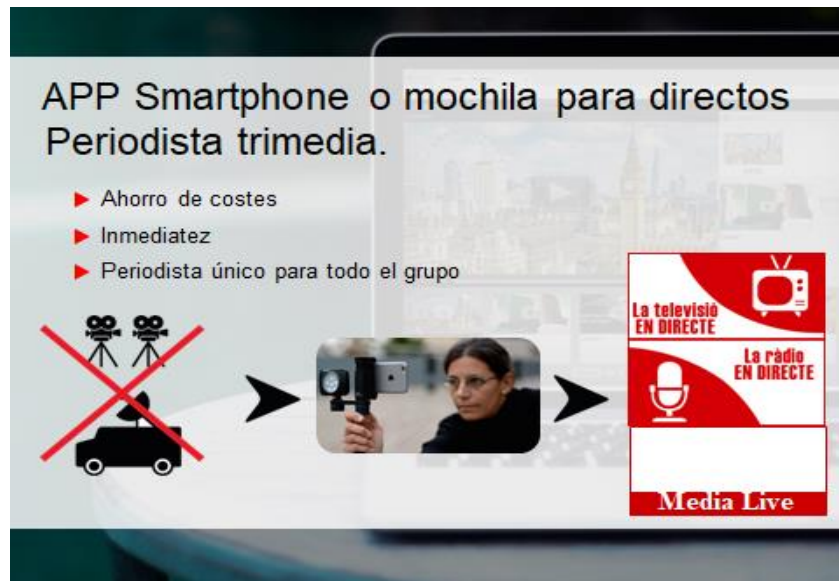 APP Smartphone o mochila para directos
Periodista trimedia.
Ahorro de costes
Inmediatez
Periodista único para todo el grupo
La televisió
EN DIRECTE
La ràdio
EN DIRECTE
Media Live